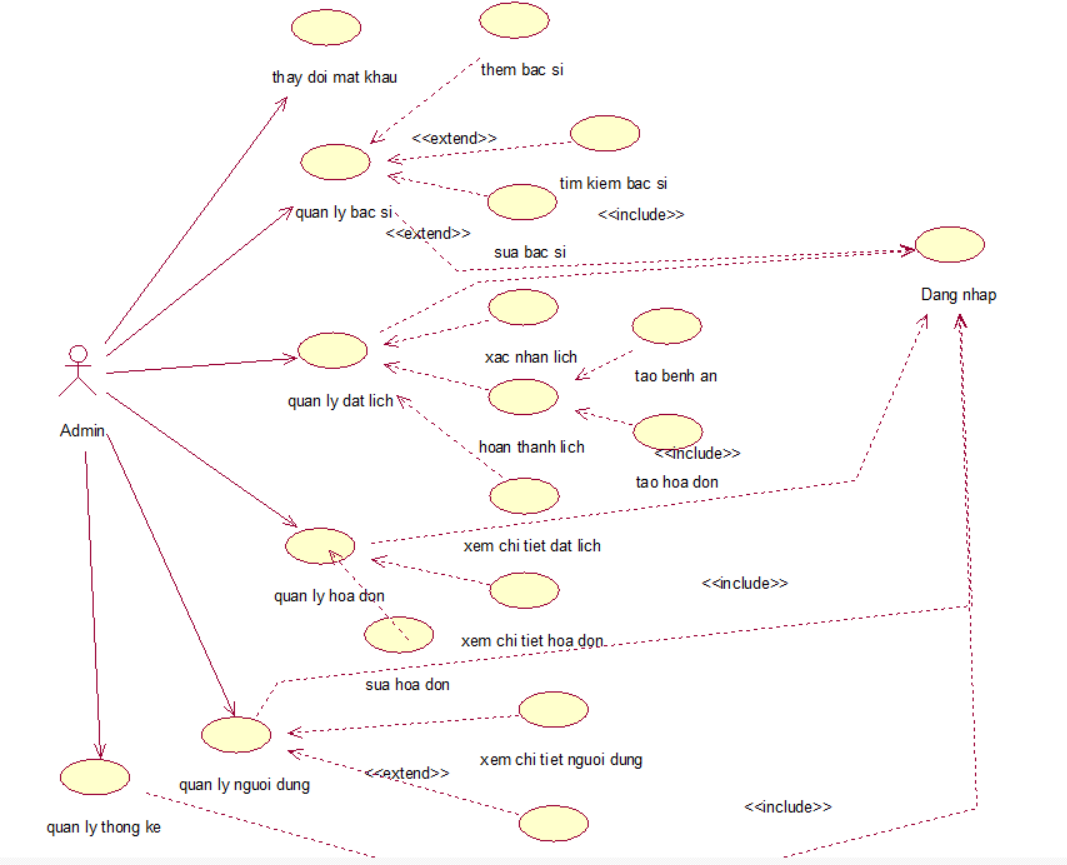 thay doi mat khau
them bac si
<<extend>>
tim kiem bac si
quan ly bac si
<<include>>
<<extend>>
sua bac si
Dang nhap
xac nhan lich
tao benh an
quan ly dat lich
Admin
hoan thanh lich
<<include>>
tao hoa don
xem chi tiet dat lich
<<include>>
quan ly hoa don
xem chi tiet hoa don
sua hoa don
xem chi tiet nguoi dung
<<extend>>
quan ly nguoi dung
<<include>>
quan ly thong ke